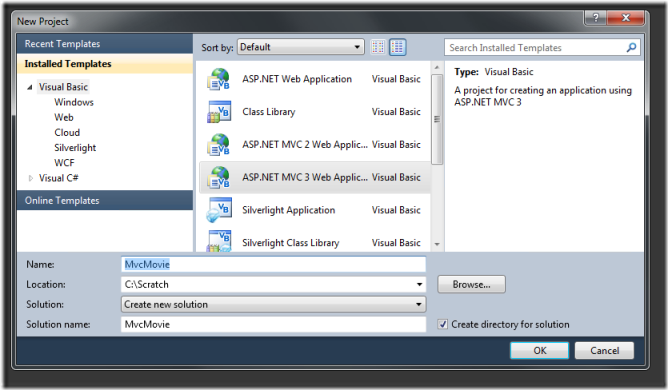 New Project
Recent Templates
Installed Templates
Visual Basic
Windows
Web
Cloud
Silverlight
WCF
Visual C#
Online Templates
Sort by: Default
Search Installed Templates
ASP.NET Web Application Visual Basic
Class Library Visual Basic
ASP.NET MVC 2 Web Applic... Visual Basic
ASP.NET MVC 3 Web Applic... Visual Basic
Silverlight Application Visual Basic
Silverlight Class Library Visual Basic
Type: Visual Basic
A project for creating an application using
ASP.NET MVC 3
Name: MvcMovie
Location: C:\Scratch Browse...
Solution: Create new solution
Solution name: MvcMovie Create directory for solution
OK Cancel